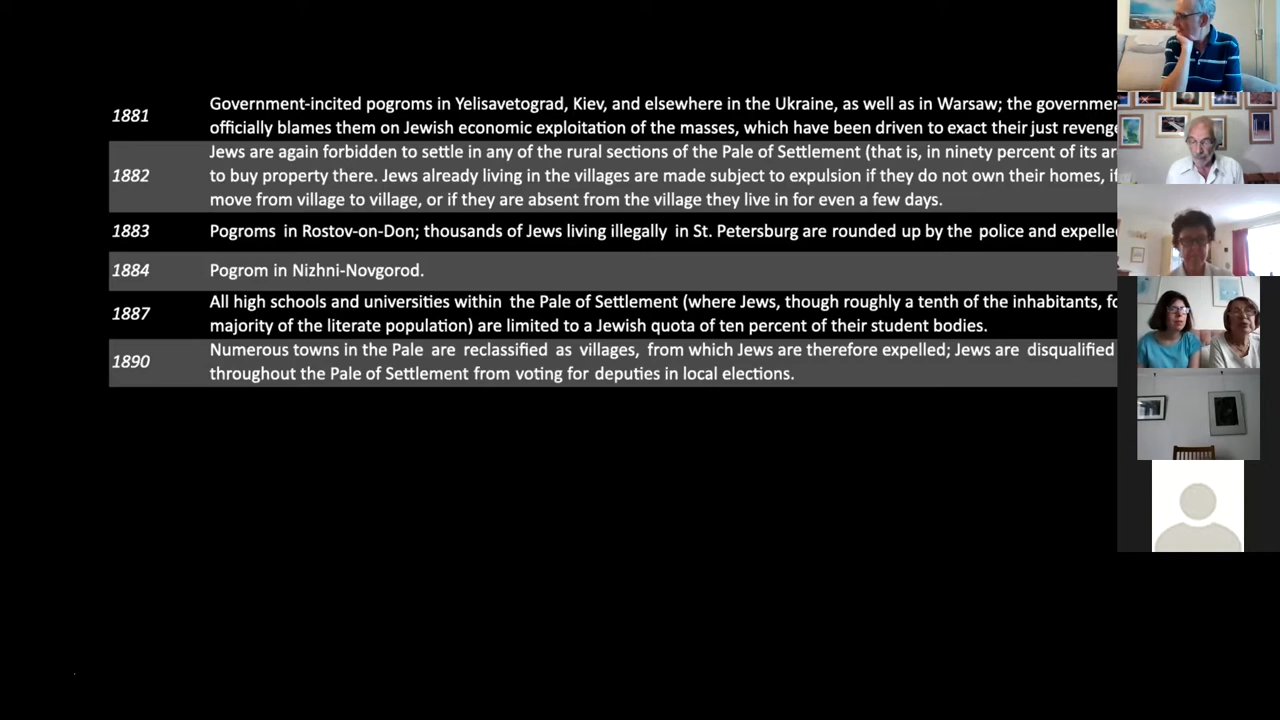 1881
Government-incited pogroms in Yelisavetograd, Kiev, and elsewhere in the Ukraine, as well as in Warsaw; the governmen
officially blames them on Jewish economic exploitation of the masses, which have been driven to exact their just revenge
1882
Jews are again forbidden to settle in any of the rural sections of the Pale of Settlement (that is, in ninety percent of its ar
to buy property there. Jews already living in the villages are made subject to expulsion if they do not own their homes, if
move from village to village, or if they are absent from the village they live in for even a few days.
1883
Pogroms in Rostov-on-Don; thousands of Jews living illegally in St. Petersburg are rounded up by the police and expelle
1884
Pogrom in Nizhni-Novgorod.
1887
All high schools and universities within the Pale of Settlement (where Jews, though roughly a tenth of the inhabitants, fo
majority of the literate population) are limited to a Jewish quota of ten percent of their student bodies.
1890
Numerous towns in the Pale are reclassified as villages, from which Jews are therefore expelled; Jews are disqualified
throughout the Pale of Settlement from voting for deputies in local elections.